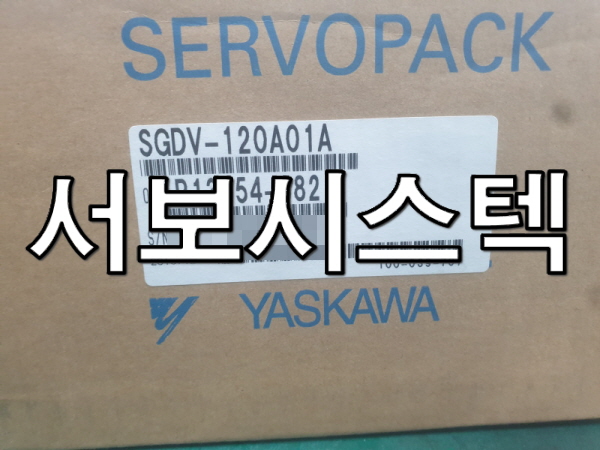 SERVOPACK
SGDV-120A01A
서보시스텍
S/N
YASKAWA